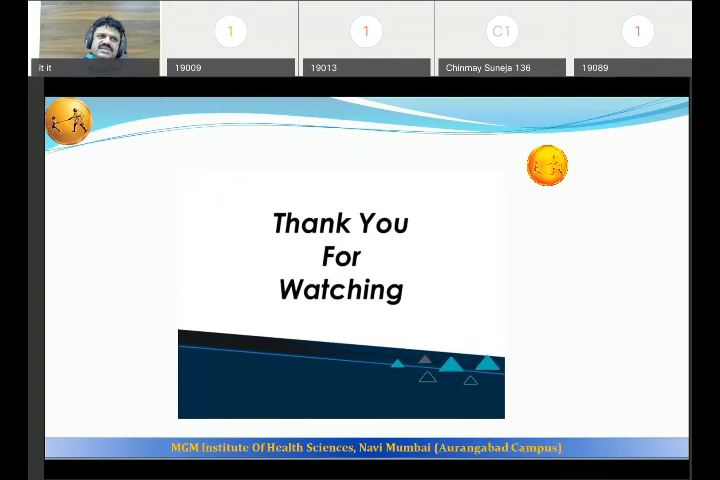 1
1
C1
1
it it
19009
19013
Chinmay Suneja 136
19089
Thank You
For
Watching
MGM Institute Of Health Sciences, Navi Mumbai (Aurangabad Campus)